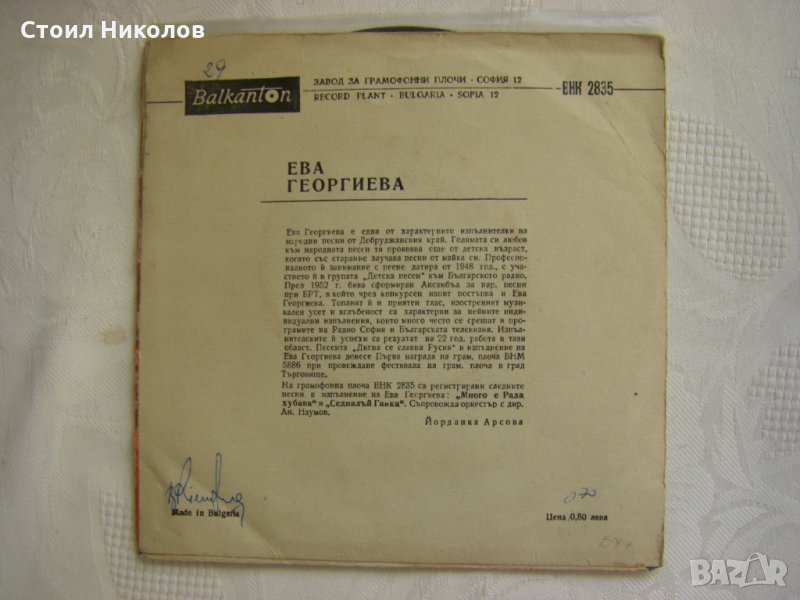 Стоил Николов
29
Balkanton
ЗАВОД ЗА ГРАМОФОННИ ПЛОЧИ · СОФИЯ 12
RECORD PLANT · BULGARIA · SOFIA 12
ВНК 2835
ЕВА
ГЕОРГИЕВА
Ева Георгиева е една от характерните изпълнителки на
народни песни от Добруджанския край. Голямата си любов
към народната песен тя проявява още от детска възраст,
когато със старание заучава песни от майка си. Професио-
налното ѝ занимание с пеене датира от 1948 год., с уча-
стието ѝ в групата „Детска песен“ към Българското радио.
През 1952 г. бива сформиран Ансамбъл за нар. песни
при БРТ, в който чрез конкурсен изпит постъпва и Ева
Георгиева. Топлият ѝ и приятен глас, изостреният музи-
кален усет и вглъбеност са характерни за нейните инди-
видуални изпълнения, които много често се срещат в про-
грамите на Радио София и Българската телевизия. Изпъл-
нителските ѝ успехи са резултат на 22 год. работа в тази
област. Песента „Дигна се славна Русия“ в изпълнение на
Ева Георгиева донесе Първа награда на грам. плоча ВНМ
5886 при провеждане фестивала на грам. плоча в град
Търговище.
На грамофонна плоча ВНК 2835 са регистрирани следните
песни в изпълнение на Ева Георгиева: „Много е Рада
хубава“ и „Седналъй Ганка“. Съпровожда оркестър с дир.
Ан. Наумов.
Йорданка Арсова
Made in Bulgaria
070
Цена 0,80 лева
BAZAR